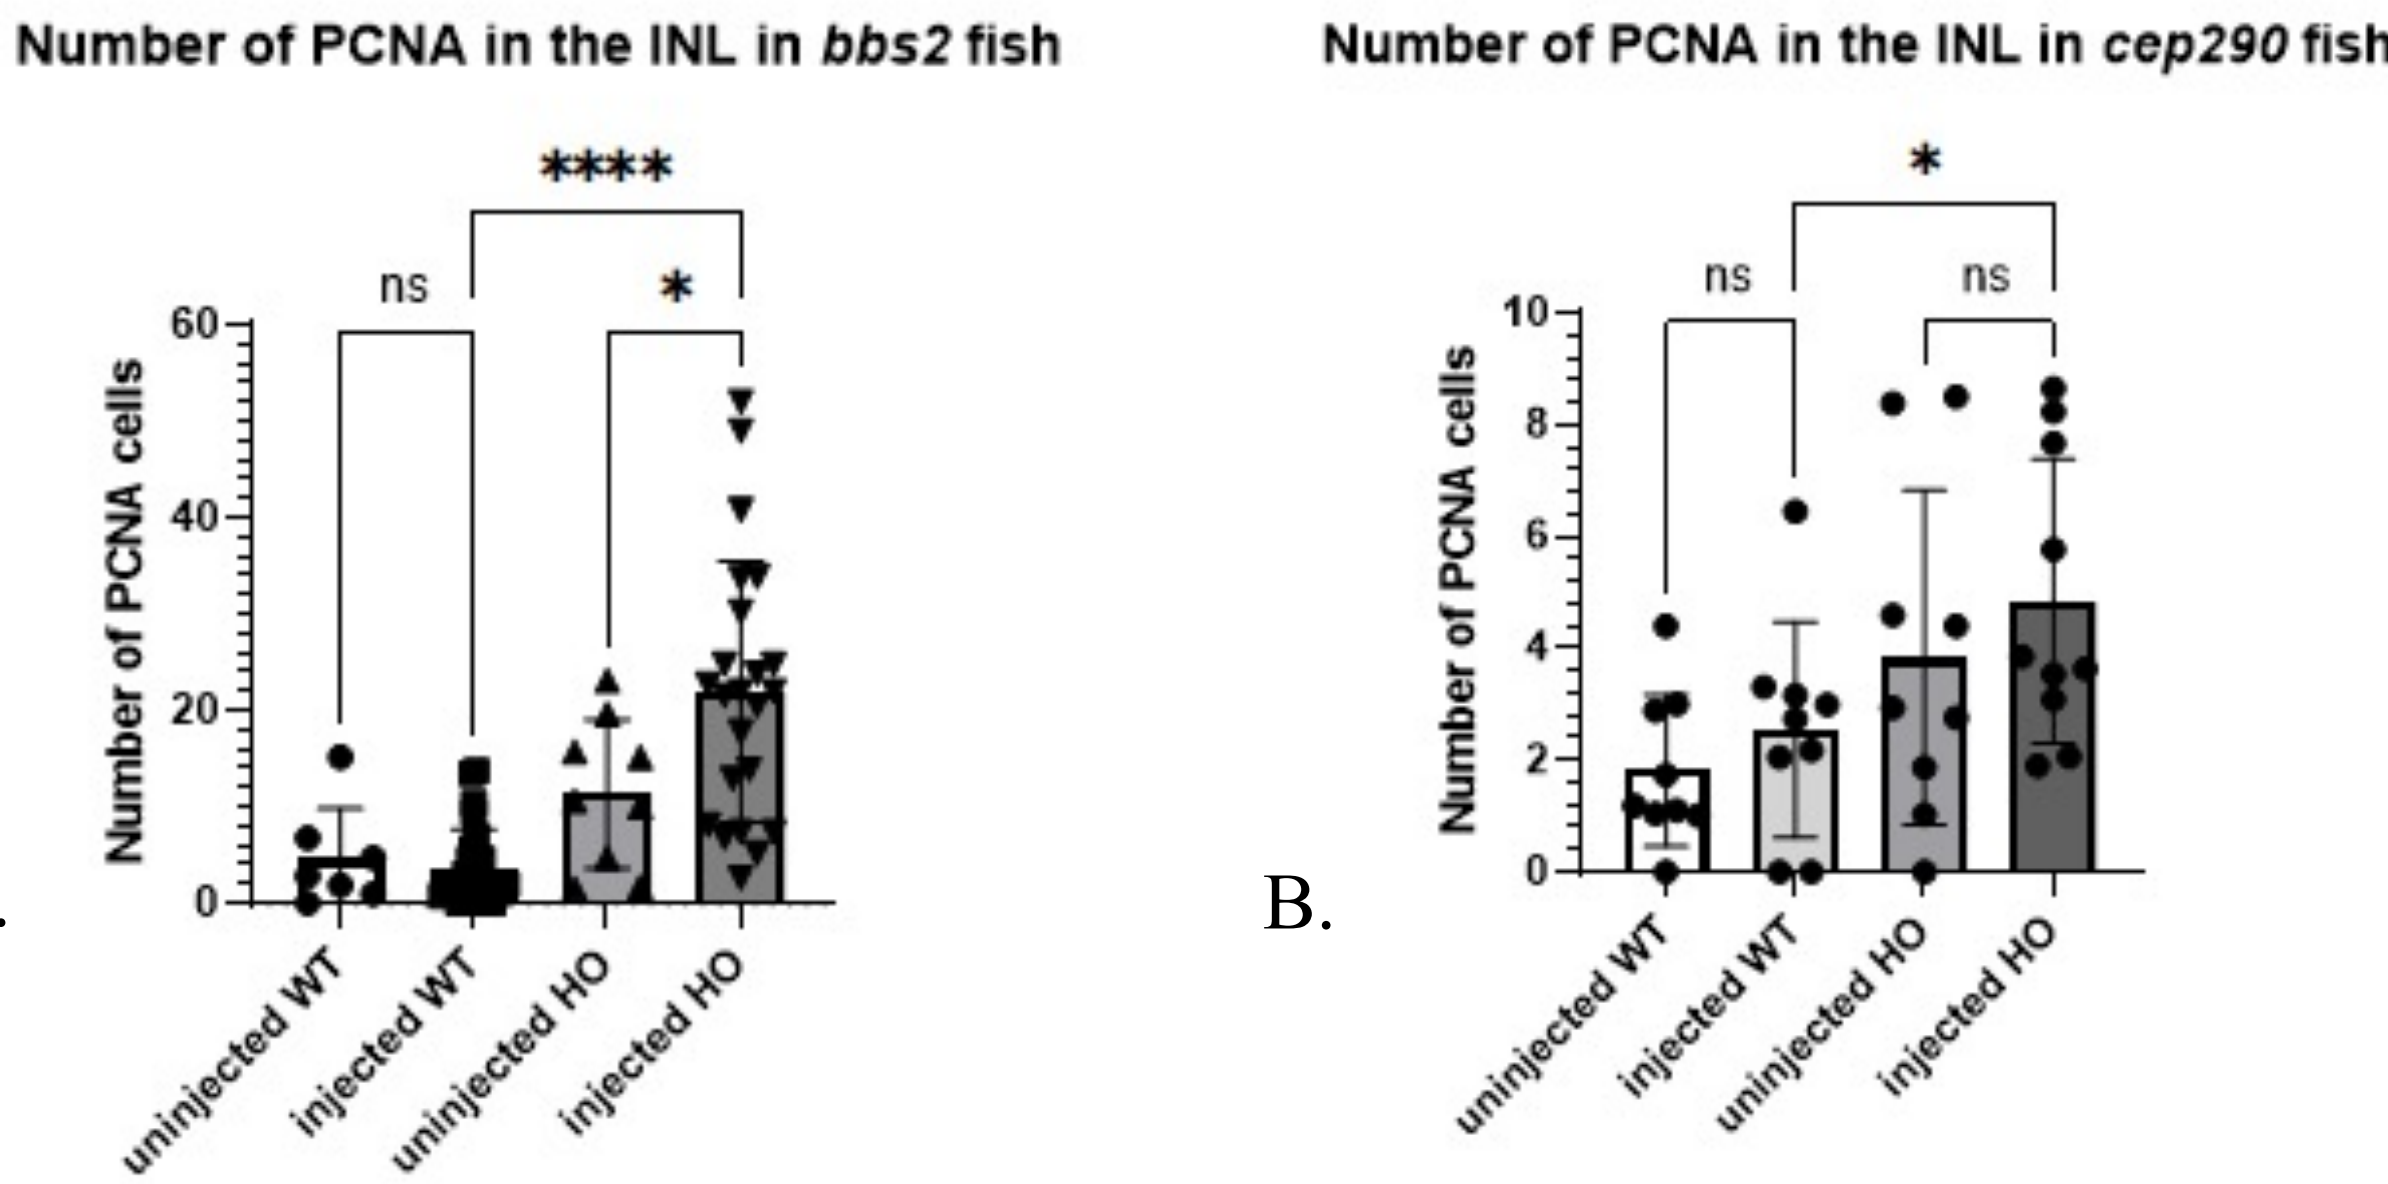 Number of PCNA in the INL in bbs2 fish
****
ns
*
60
40
20
0
Number of PCNA cells
uninjected WT
injected WT
uninjected HO
injected HO
.
Number of PCNA in the INL in cep290 fish
*
ns
ns
10
8
6
4
2
0
Number of PCNA cells
B.
uninjected WT
injected WT
uninjected HO
injected HO